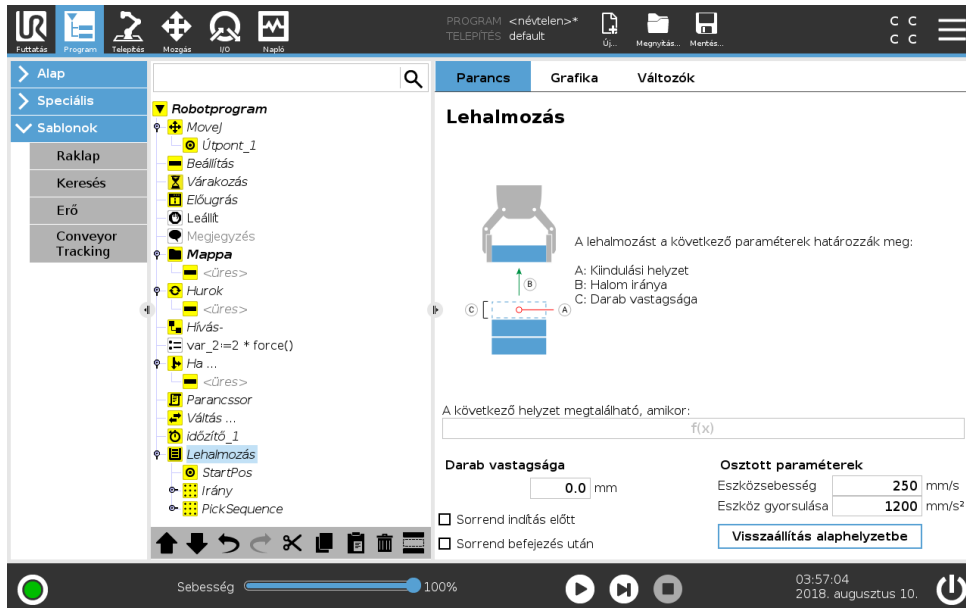 PROGRAM <névtelen>*
TELEPÍTÉS default
C C
C C
Futtatás
Program
Telepítés
Mozgás
I/O
Napló
Új...
Megnyitás...
Mentés...
Alap
Speciális
Sablonok
Raklap
Keresés
Erő
Conveyor
Tracking
Robotprogram
MoveJ
Útpont_1
Beállítás
Várakozás
Előugrás
Leállít
Megjegyzés
Mappa
<üres>
Hurok
<üres>
Hívás-
var_2:=2 * force()
Ha ...
<üres>
Parancssor
Váltás ...
időzítő_1
Lehalmozás
StartPos
Irány
PickSequence
Parancs
Grafika
Változók
Lehalmozás
A lehalmozást a következő paraméterek határozzák meg:
A: Kiindulási helyzet
B: Halom iránya
C: Darab vastagsága
B
C
A
A következő helyzet megtalálható, amikor:
f(x)
Darab vastagsága
0.0 mm
Sorrend indítás előtt
Sorrend befejezés után
Osztott paraméterek
Eszközsebesség 250 mm/s
Eszköz gyorsulása 1200 mm/s²
Visszaállítás alaphelyzetbe
Sebesség
100%
03:57:04
2018. augusztus 10.